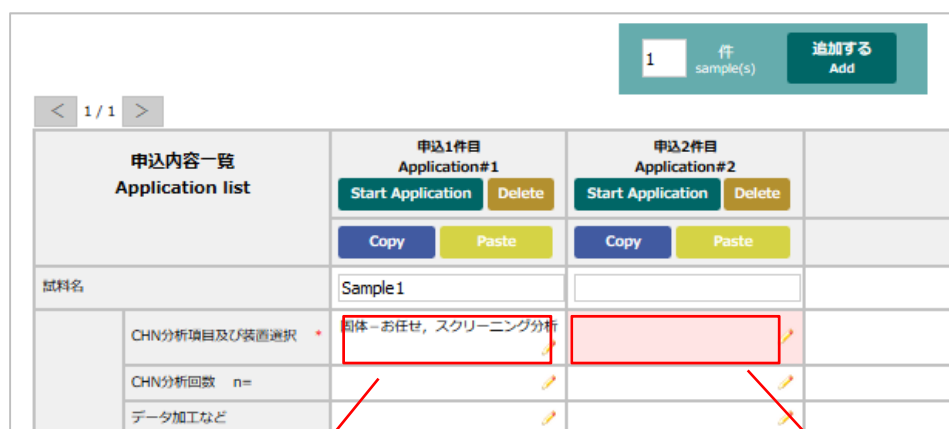 1
件
sample(s)
追加する
Add
< 1 / 1 >
申込内容一覧
Application list
申込1件目
Application#1
Start Application Delete
Copy Paste
申込2件目
Application#2
Start Application Delete
Copy Paste
試料名
Sample1
CHN分析項目及び装置選択 *
固体－お任せ，スクリーニング分析
CHN分析回数 n=
データ加工など